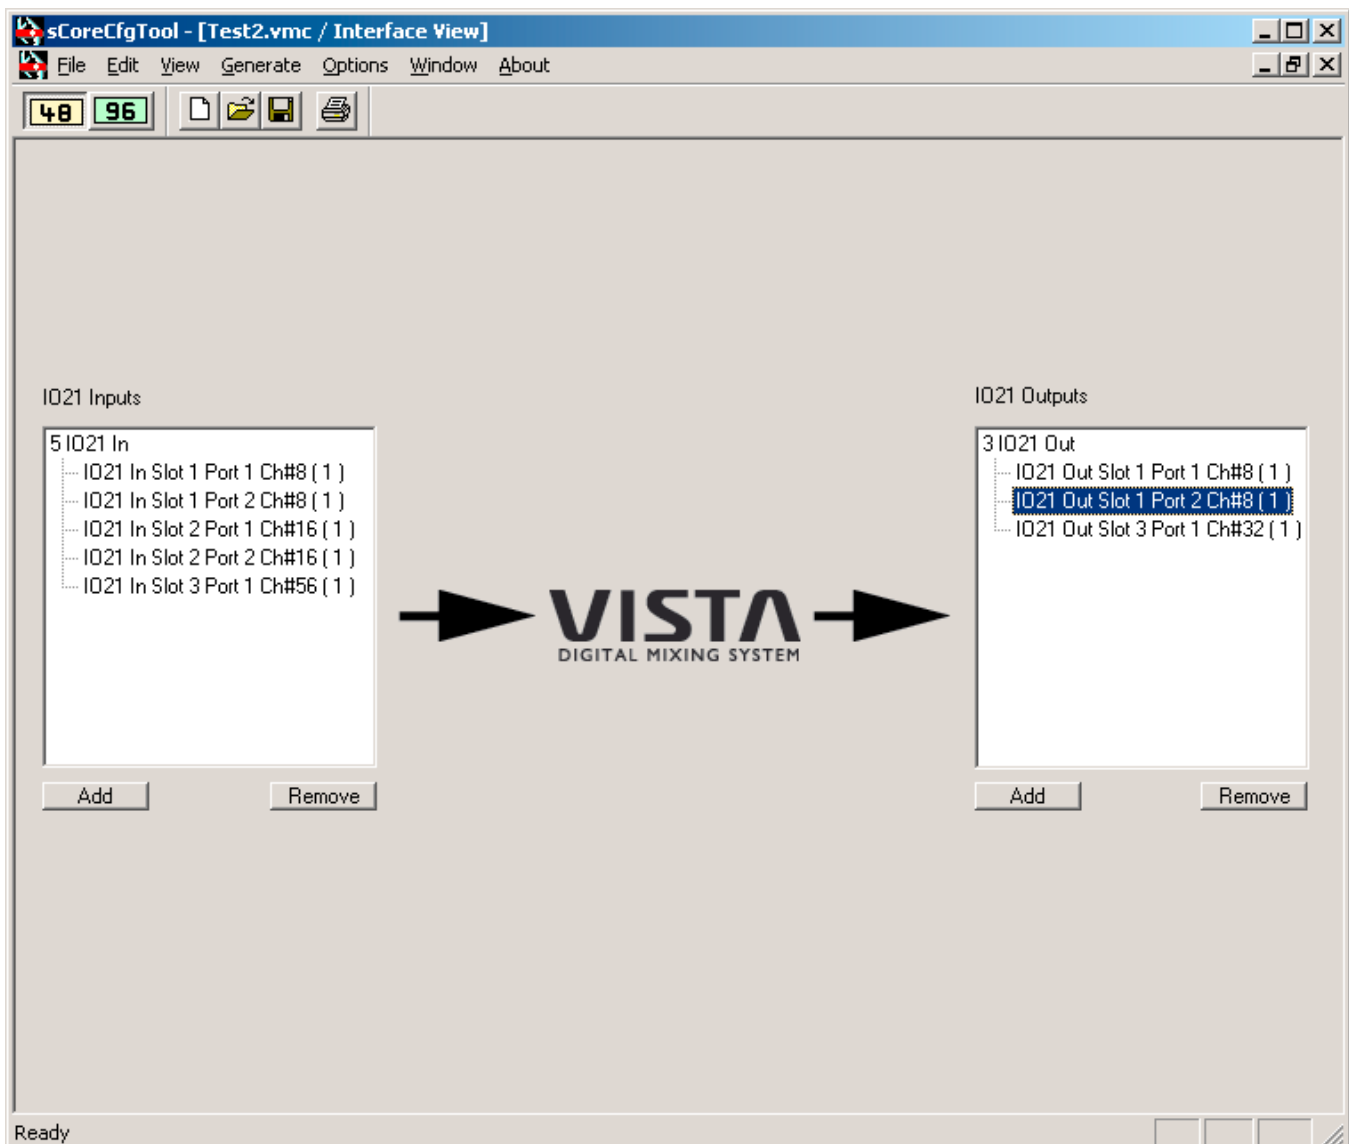 sCoreCfgTool - [Test2.vmc / Interface View]
File Edit View Generate Options Window About
48 96
IO21 Inputs
5 IO21 In
IO21 In Slot 1 Port 1 Ch#8 ( 1 )
IO21 In Slot 1 Port 2 Ch#8 ( 1 )
IO21 In Slot 2 Port 1 Ch#16 ( 1 )
IO21 In Slot 2 Port 2 Ch#16 ( 1 )
IO21 In Slot 3 Port 1 Ch#56 ( 1 )
Add Remove
VISTA
DIGITAL MIXING SYSTEM
IO21 Outputs
3 IO21 Out
IO21 Out Slot 1 Port 1 Ch#8 ( 1 )
IO21 Out Slot 1 Port 2 Ch#8 ( 1 )
IO21 Out Slot 3 Port 1 Ch#32 ( 1 )
Add Remove
Ready